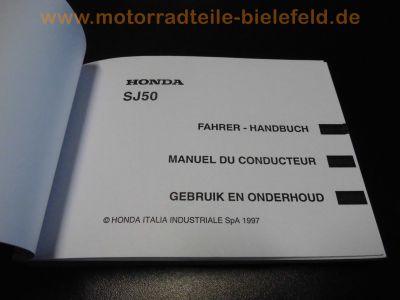 www.motorradteile-bielefeld.de
HONDA
SJ50
FAHRER - HANDBUCH
MANUEL DU CONDUCTEUR
GEBRUIK EN ONDERHOUD
© HONDA ITALIA INDUSTRIALE SpA 1997